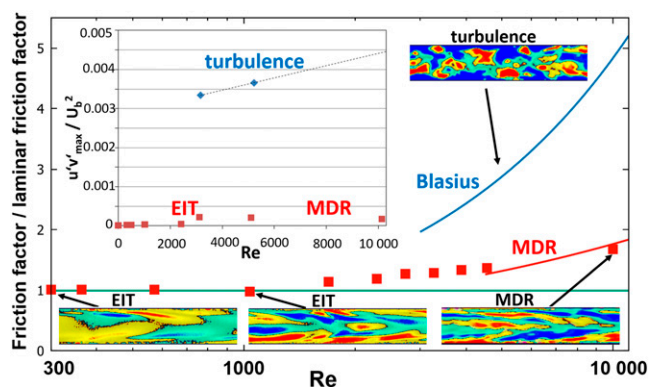 5
4
3
2
1
0
Friction factor / laminar friction factor
300
1000
10 000
Re
0.005
0.002
0.004
0.003
0.002
0.001
0
u'v'max / Ub2
0
2000
4000
6000
8000
10 000
Re
turbulence
EIT
MDR
turbulence
Blasius
MDR
EIT
EIT
MDR